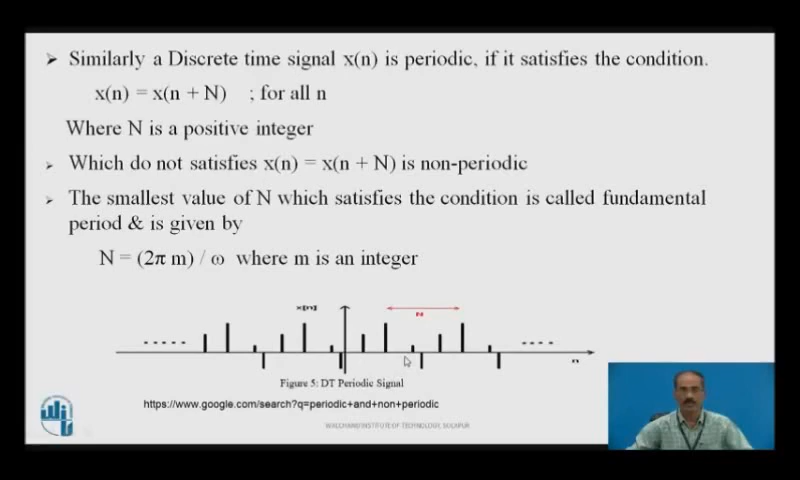 Similarly a Discrete time signal x(n) is periodic, if it satisfies the condition.
x(n) = x(n + N) ; for all n
Where N is a positive integer
Which do not satisfies x(n) = x(n + N) is non-periodic
The smallest value of N which satisfies the condition is called fundamental
period & is given by
N = (2π m) / ω where m is an integer
x[n]
N
n
Figure 5: DT Periodic Signal
https://www.google.com/search?q=periodic+and+non+periodic
WALCHAND INSTITUTE OF TECHNOLOGY, SOLAPUR